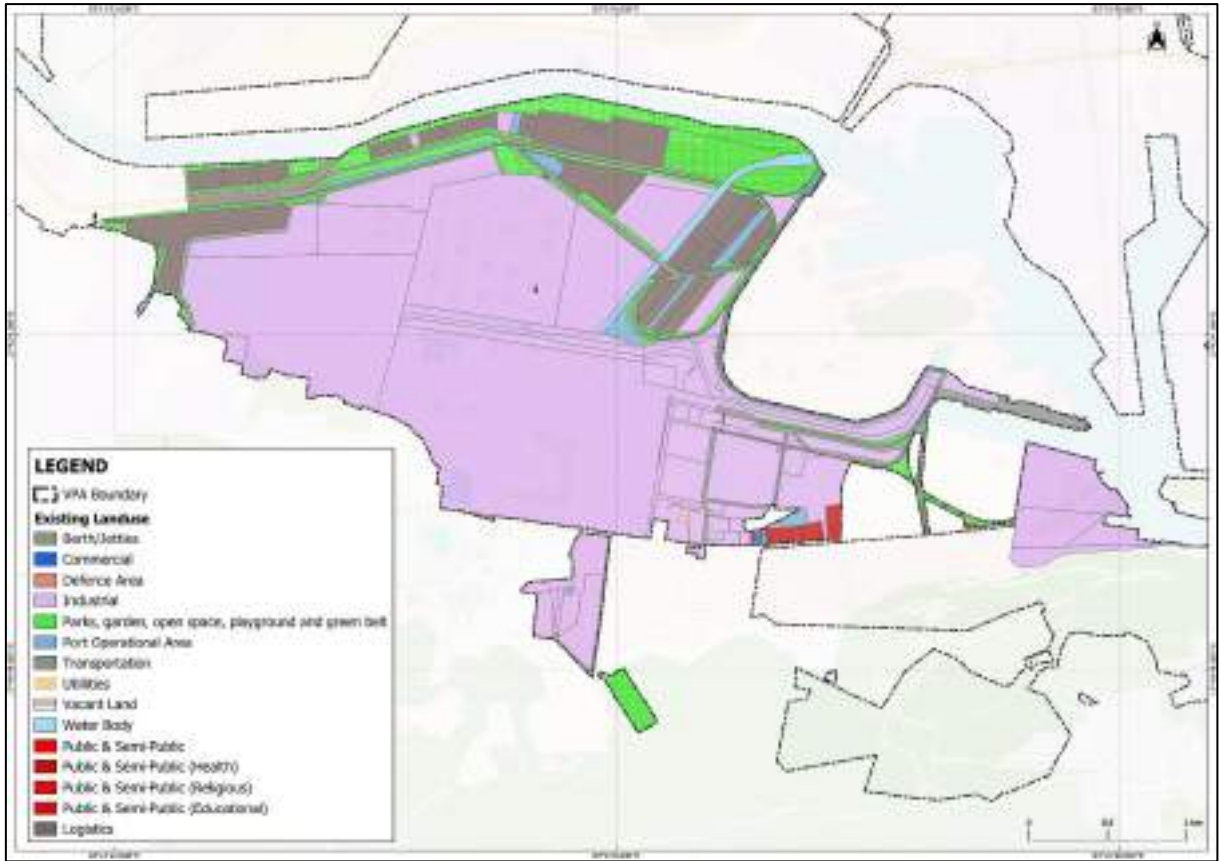 LEGEND
VPA Boundary
Existing Landuse
Berth/Jetties
Commercial
Defence Area
Industrial
Parks, garden, open space, playground and green belt
Port Operational Area
Transportation
Utilities
Vacant Land
Water Body
Public & Semi-Public
Public & Semi-Public (Health)
Public & Semi-Public (Religious)
Public & Semi-Public (Educational)
Logistics